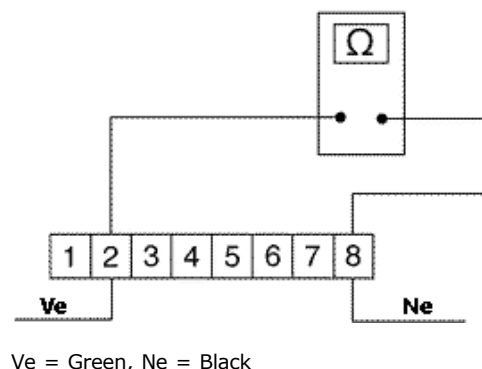 Ω
1 2 3 4 5 6 7 8
Ve Ne
Ve = Green, Ne = Black